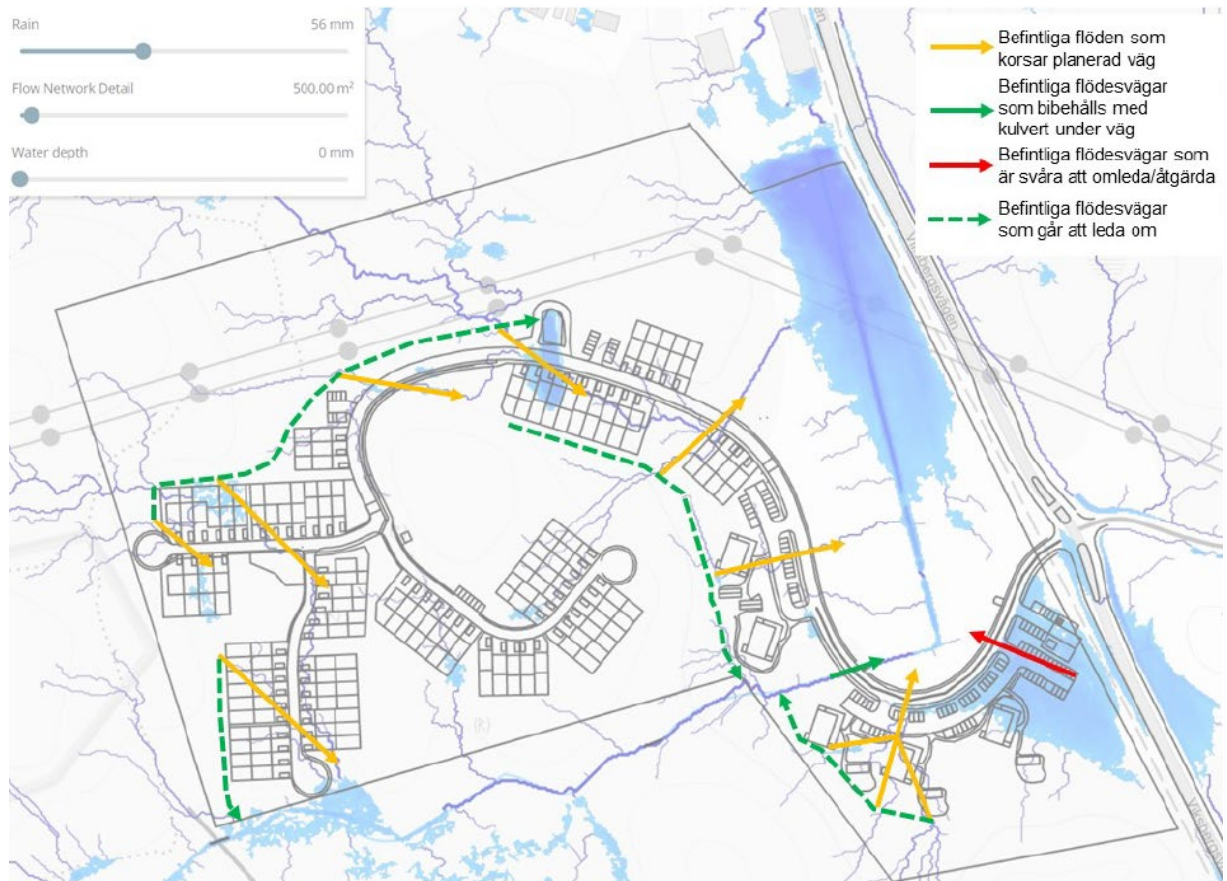 Rain 56 mm
Flow Network Detail 500.00 m²
Water depth 0 mm
Befintliga flöden som
korsar planerad väg
Befintliga flödesvägar
som bibehålls med
kulvert under väg
Befintliga flödesvägar som
är svåra att omleda/åtgärda
Befintliga flödesvägar
som går att leda om
Viksbergsvägen
(R)